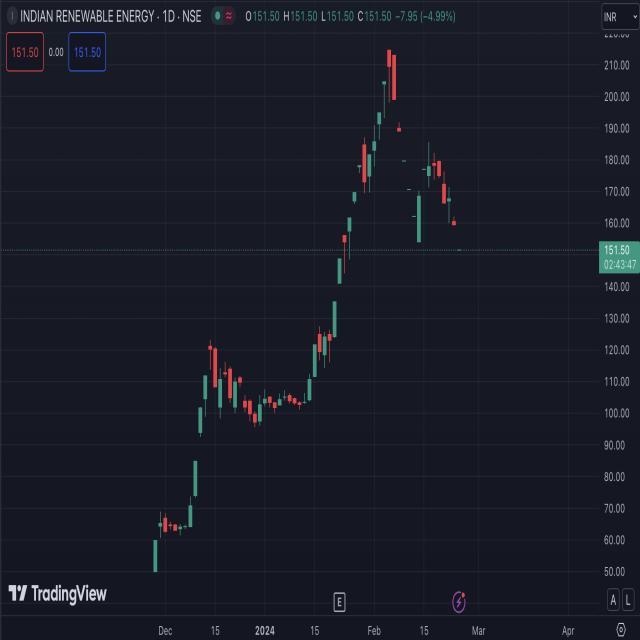 INDIAN RENEWABLE ENERGY · 1D · NSE O151.50 H151.50 L151.50 C151.50 −7.95 (−4.99%)
INR
151.50 0.00 151.50
210.00
200.00
190.00
180.00
170.00
160.00
151.50
02:43:47
140.00
130.00
120.00
110.00
100.00
90.00
80.00
70.00
60.00
50.00
TradingView
E
A L
Dec 15 2024 15 Feb 15 Mar Apr